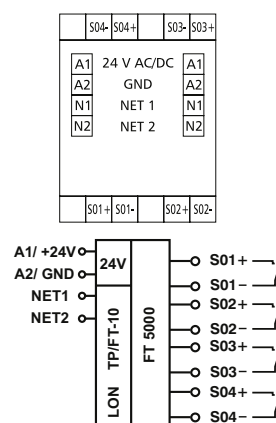 S04- S04+ S03- S03+
A1 24 V AC/DC A1
A2 GND A2
N1 NET 1 N1
N2 NET 2 N2
S01+ S01- S02+ S02-
A1/ +24V
A2/ GND
NET1
NET2
24V
LON TP/FT-10
FT 5000
S01+
S01-
S02+
S02-
S03+
S03-
S04+
S04-